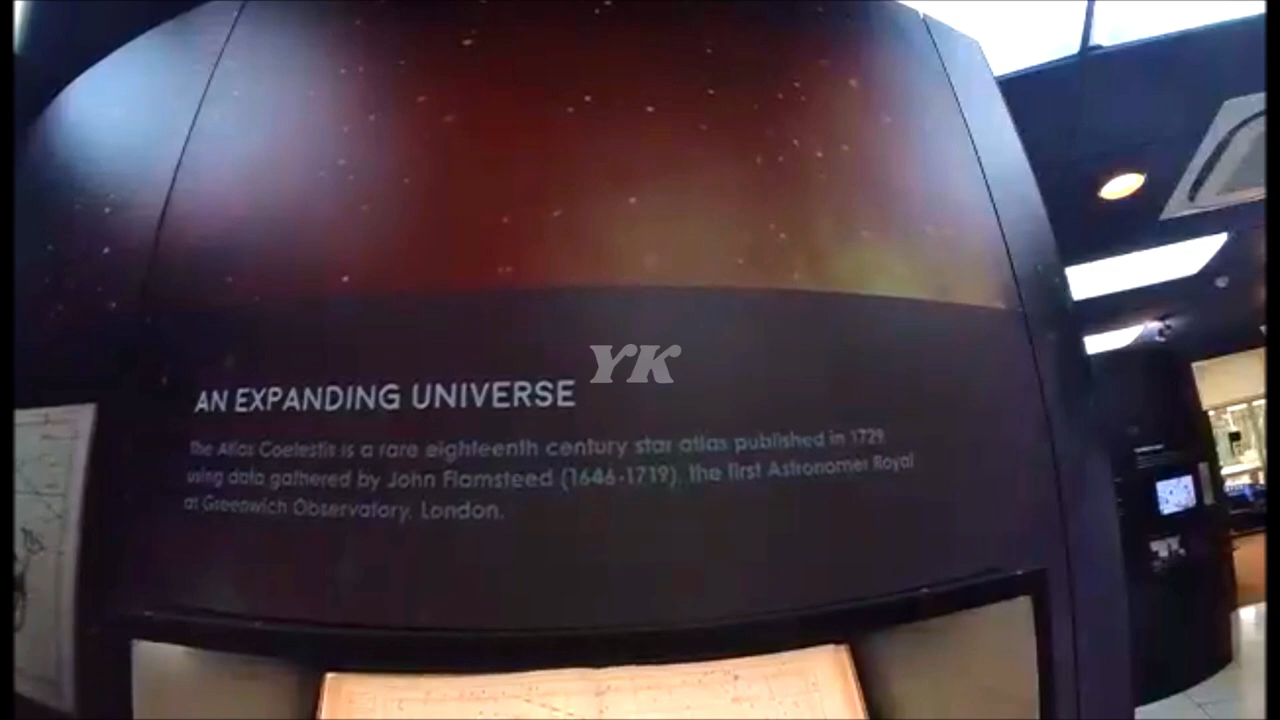 YK
AN EXPANDING UNIVERSE
The Atlas Coelestis is a rare eighteenth century star atlas published in 1729
using data gathered by John Flamsteed (1646-1719), the first Astronomer Royal
at Greenwich Observatory, London.